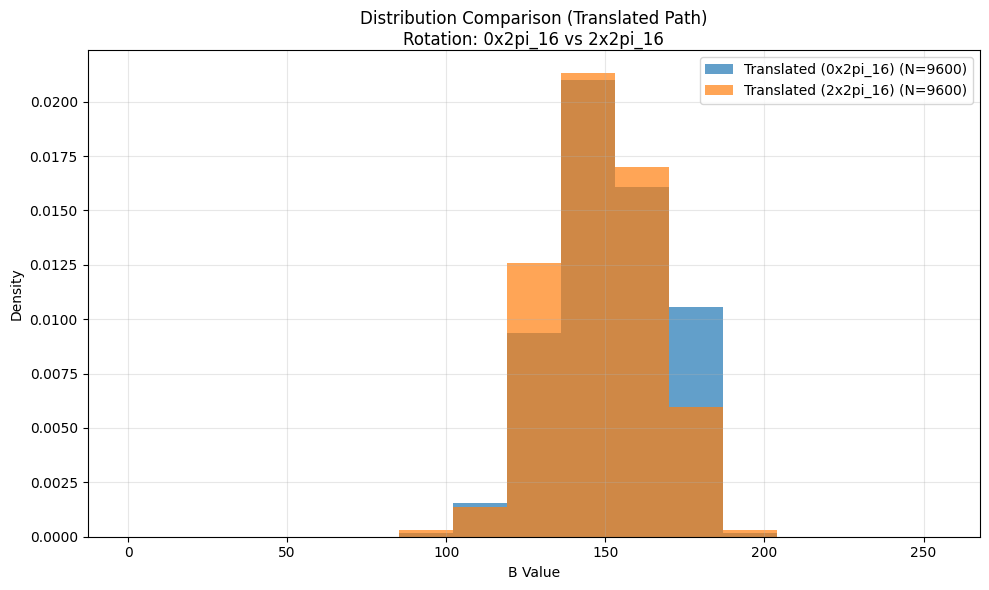 Distribution Comparison (Translated Path)
Rotation: 0x2pi_16 vs 2x2pi_16
Translated (0x2pi_16) (N=9600)
Translated (2x2pi_16) (N=9600)
Density
0.0200
0.0175
0.0150
0.0125
0.0100
0.0075
0.0050
0.0025
0.0000
0 50 100 150 200 250
B Value